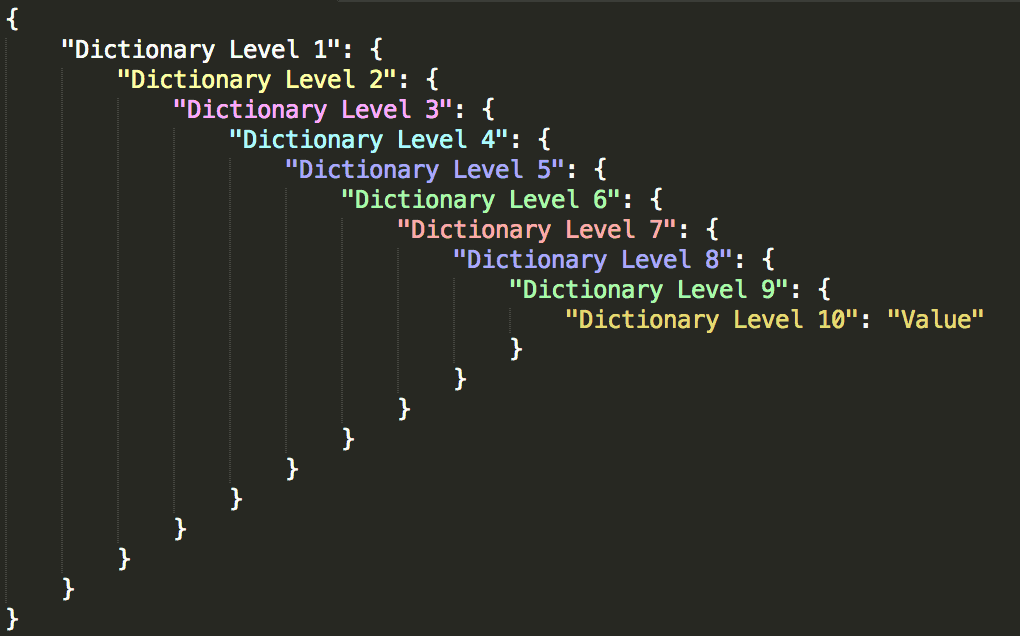 {
    "Dictionary Level 1": {
        "Dictionary Level 2": {
            "Dictionary Level 3": {
                "Dictionary Level 4": {
                    "Dictionary Level 5": {
                        "Dictionary Level 6": {
                            "Dictionary Level 7": {
                                "Dictionary Level 8": {
                                    "Dictionary Level 9": {
                                        "Dictionary Level 10": "Value"
                                    }
                                }
                            }
                        }
                    }
                }
            }
        }
    }
}